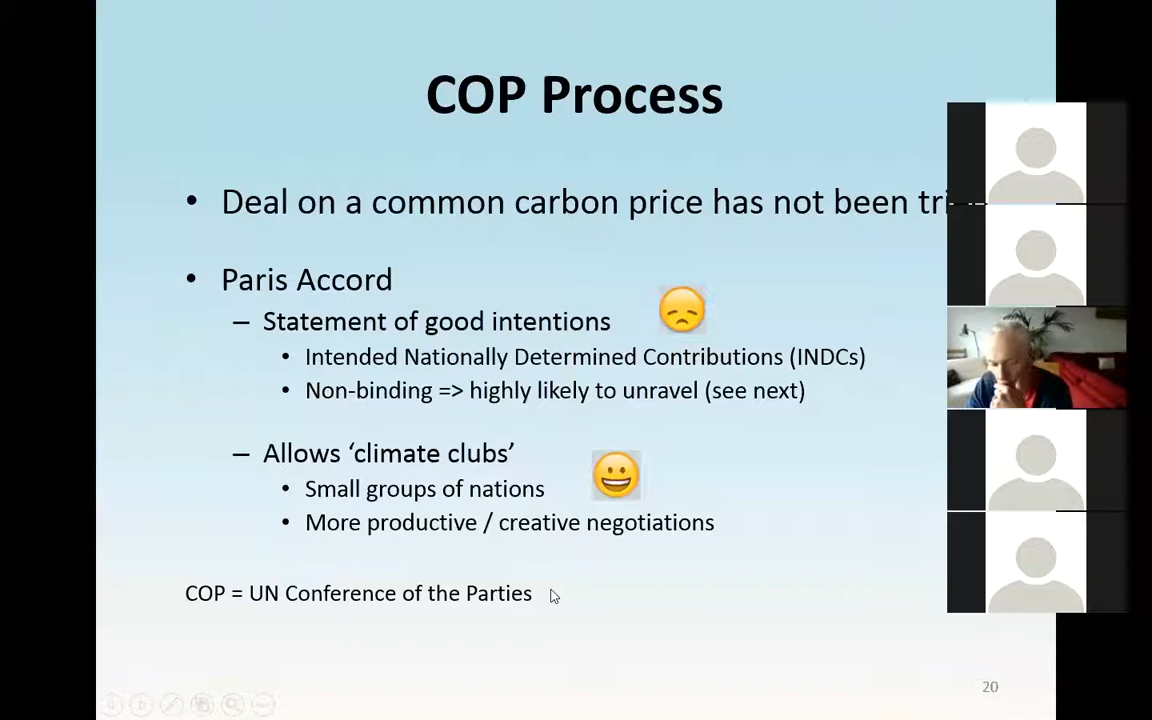 COP Process
• Deal on a common carbon price has not been
• Paris Accord
– Statement of good intentions
• Intended Nationally Determined Contributions (INDCs)
• Non-binding => highly likely to unravel (see next)
– Allows ‘climate clubs’
• Small groups of nations
• More productive / creative negotiations
COP = UN Conference of the Parties
20